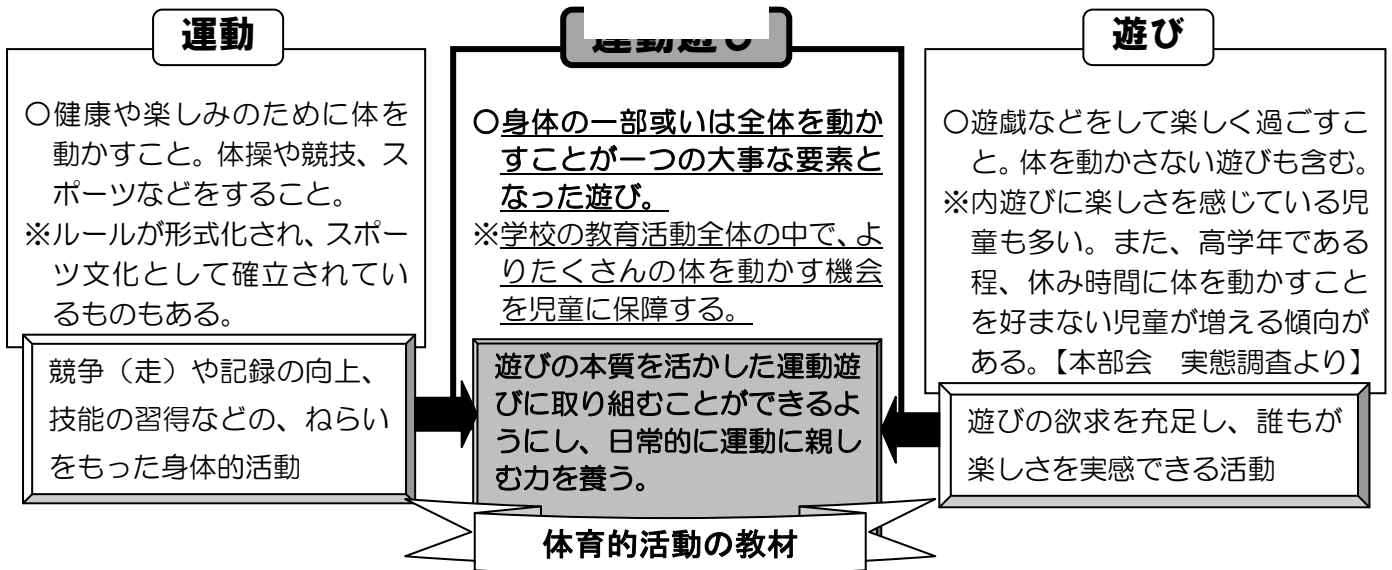 運動
○健康や楽しみのために体を
動かすこと。体操や競技、ス
ポーツなどをすること。
※ルールが形式化され、スポー
ツ文化として確立されてい
るものもある。
競争（走）や記録の向上、
技能の習得などの、ねらい
をもった身体的活動
運動遊び
○身体の一部或いは全体を動か
すことが一つの大事な要素と
なった遊び。
※学校の教育活動全体の中で、よ
りたくさんの体を動かす機会
を児童に保障する。
遊びの本質を活かした運動遊
びに取り組むことができるよ
うにし、日常的に運動に親し
む力を養う。
体育的活動の教材
遊び
○遊戯などをして楽しく過ごすこ
と。体を動かさない遊びも含む。
※内遊びに楽しさを感じている児
童も多い。また、高学年である
程、休み時間に体を動かすこと
を好まない児童が増える傾向が
ある。【本部会　実態調査より】
遊びの欲求を充足し、誰もが
楽しさを実感できる活動